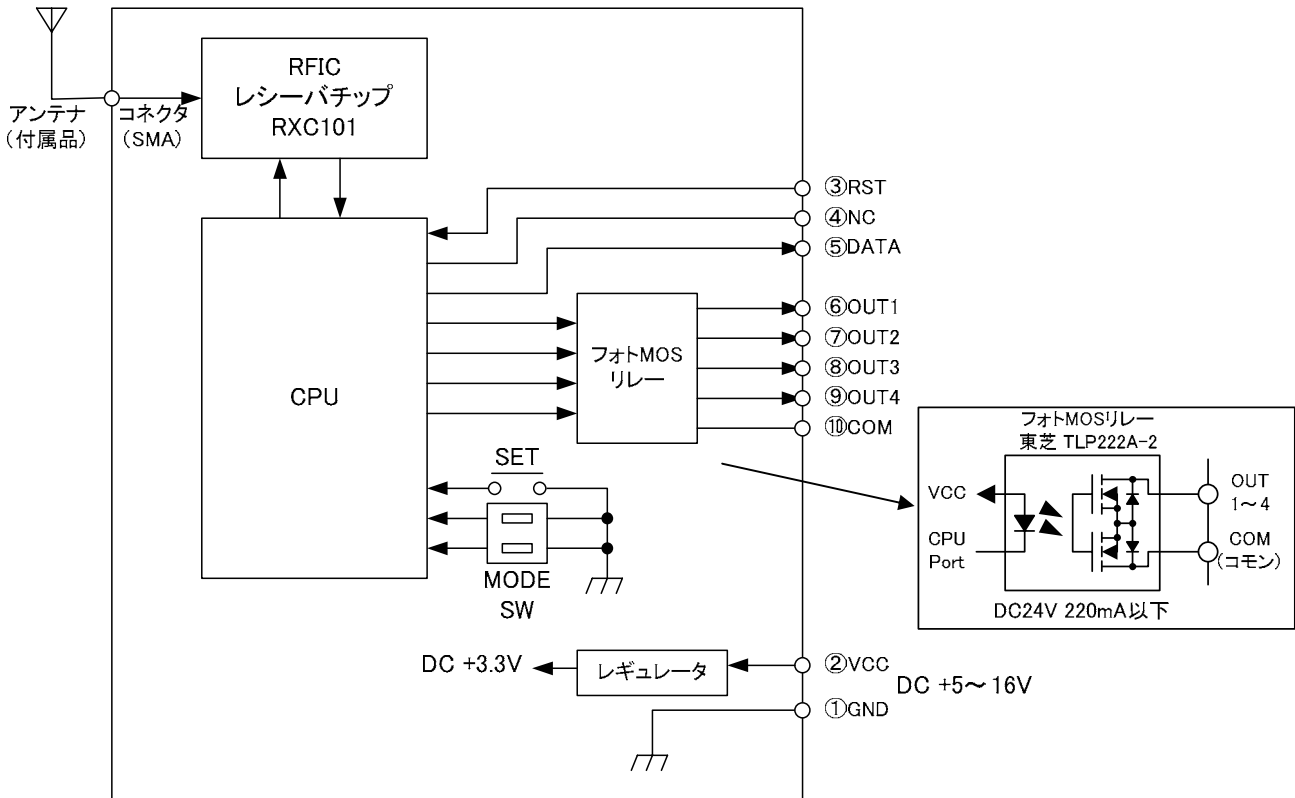 RFIC
レシーバチップ
RXC101
アンテナ
(付属品)
コネクタ
(SMA)
③RST
④NC
⑤DATA
⑥OUT1
⑦OUT2
⑧OUT3
⑨OUT4
⑩COM
CPU
フォトMOS
リレー
SET
MODE
SW
フォトMOSリレー
東芝 TLP222A-2
VCC
CPU
Port
OUT
1～4
COM
(コモン)
DC24V 220mA以下
DC +3.3V
レギュレータ
②VCC
DC +5～16V
①GND